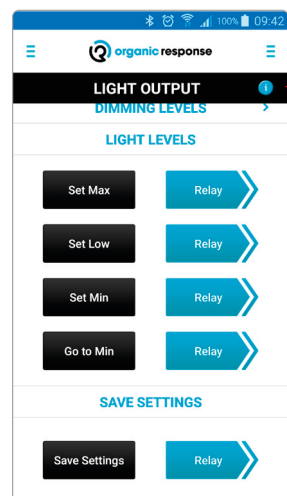 100% 09:42
organic response
LIGHT OUTPUT i
DIMMING LEVELS >
LIGHT LEVELS
Set Max Relay
Set Low Relay
Set Min Relay
Go to Min Relay
SAVE SETTINGS
Save Settings Relay